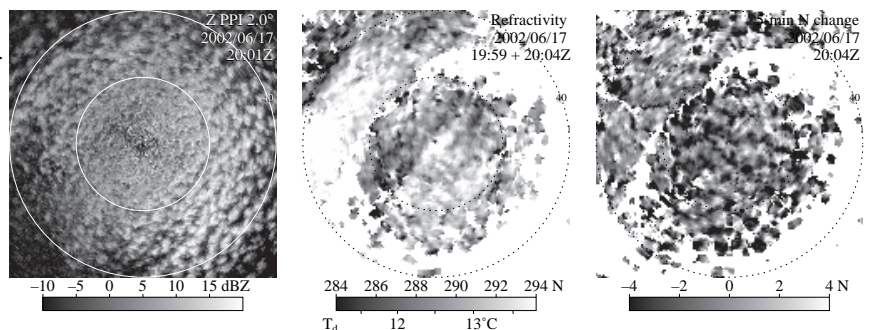 Z PPI 2.0°
2002/06/17
20:01Z
40
–10 –5 0 5 10 15 dBZ
Refractivity
2002/06/17
19:59 + 20:04Z
40
284 286 288 290 292 294 N
Td 12 13°C
5 min N change
2002/06/17
20:04Z
40
–4 –2 0 2 4 N